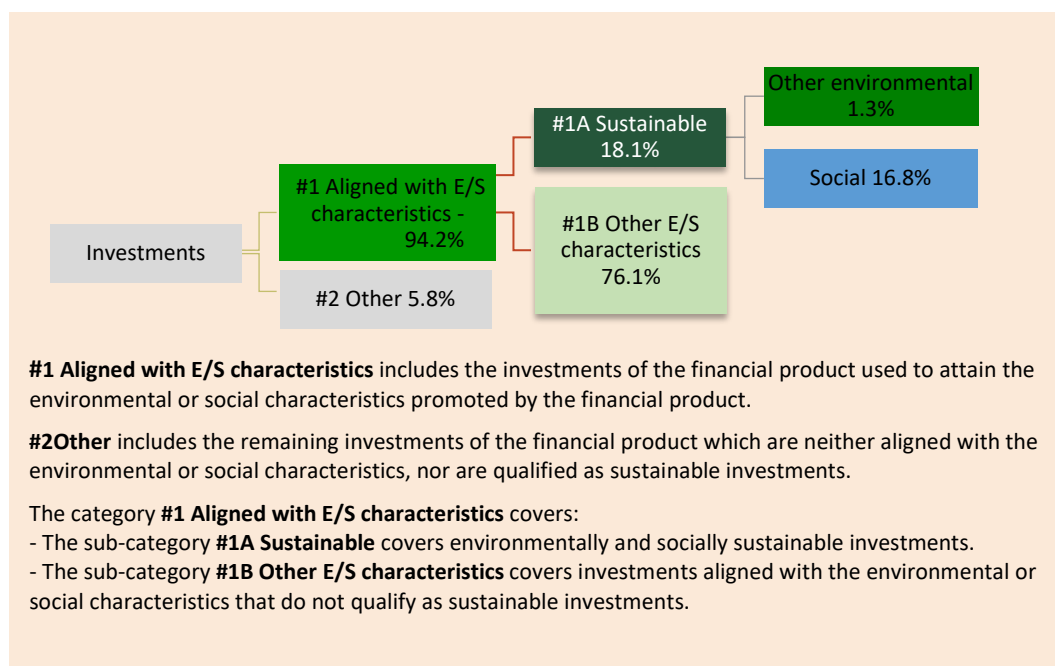 Other environmental
1.3%
#1A Sustainable
18.1%
Social 16.8%
#1 Aligned with E/S
characteristics -
94.2%
#1B Other E/S
characteristics
76.1%
Investments
#2 Other 5.8%
#1 Aligned with E/S characteristics includes the investments of the financial product used to attain the
environmental or social characteristics promoted by the financial product.
#2Other includes the remaining investments of the financial product which are neither aligned with the
environmental or social characteristics, nor are qualified as sustainable investments.
The category #1 Aligned with E/S characteristics covers:
- The sub-category #1A Sustainable covers environmentally and socially sustainable investments.
- The sub-category #1B Other E/S characteristics covers investments aligned with the environmental or
social characteristics that do not qualify as sustainable investments.